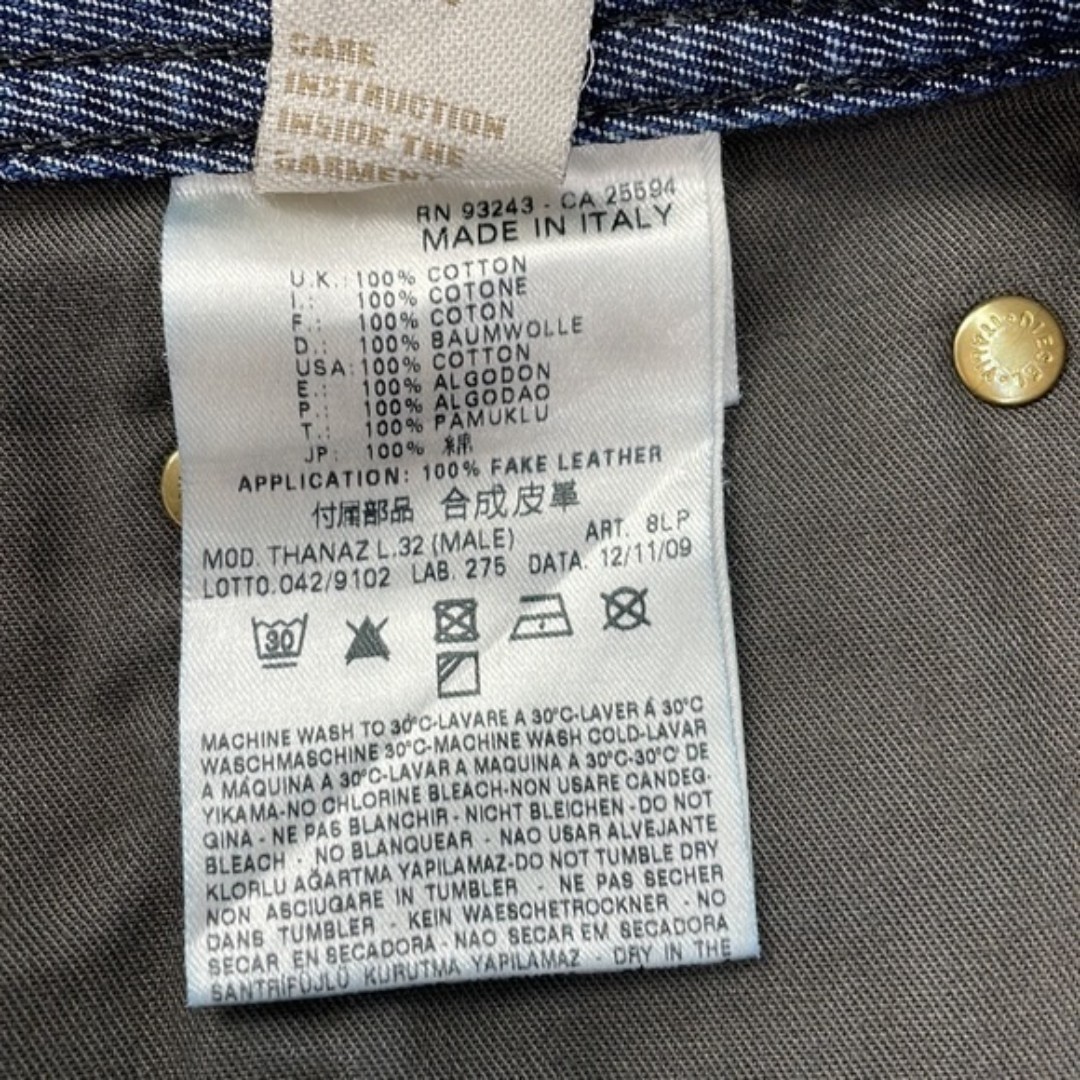 CARE
INSTRUCTION
INSIDE THE
GARMENT
RN 93243 - CA 25594
MADE IN ITALY
U.K.: 100% COTTON
I.: 100% COTONE
F.: 100% COTON
D.: 100% BAUMWOLLE
USA: 100% COTTON
E.: 100% ALGODON
P.: 100% ALGODAO
T.: 100% PAMUKLU
JP: 100% 綿
APPLICATION: 100% FAKE LEATHER
付属部品 合成皮革
MOD. THANAZ L.32 (MALE) ART. 8LP
LOTTO.042/9102 LAB. 275 DATA. 12/11/09
30
MACHINE WASH TO 30°C-LAVARE A 30°C-LAVER Á 30°C
WASCHMASCHINE 30°C-MACHINE WASH COLD-LAVAR
A MÁQUINA A 30°C-LAVAR A MAQUINA A 30°C-30°C' DE
YIKAMA-NO CHLORINE BLEACH-NON USARE CANDEG-
GINA - NE PAS BLANCHIR - NICHT BLEICHEN - DO NOT
BLEACH - NO BLANQUEAR - NAO USAR ALVEJANTE
KLORLU AĞARTMA YAPILAMAZ-DO NOT TUMBLE DRY
NON ASCIUGARE IN TUMBLER - NE PAS SECHER
DANS TUMBLER - KEIN WAESCHETROCKNER - NO
SECAR EN SECADORA - NAO SECAR EM SECADORA
SANTRİFÜJLÜ KURUTMA YAPILAMAZ - DRY IN THE
DIESEL